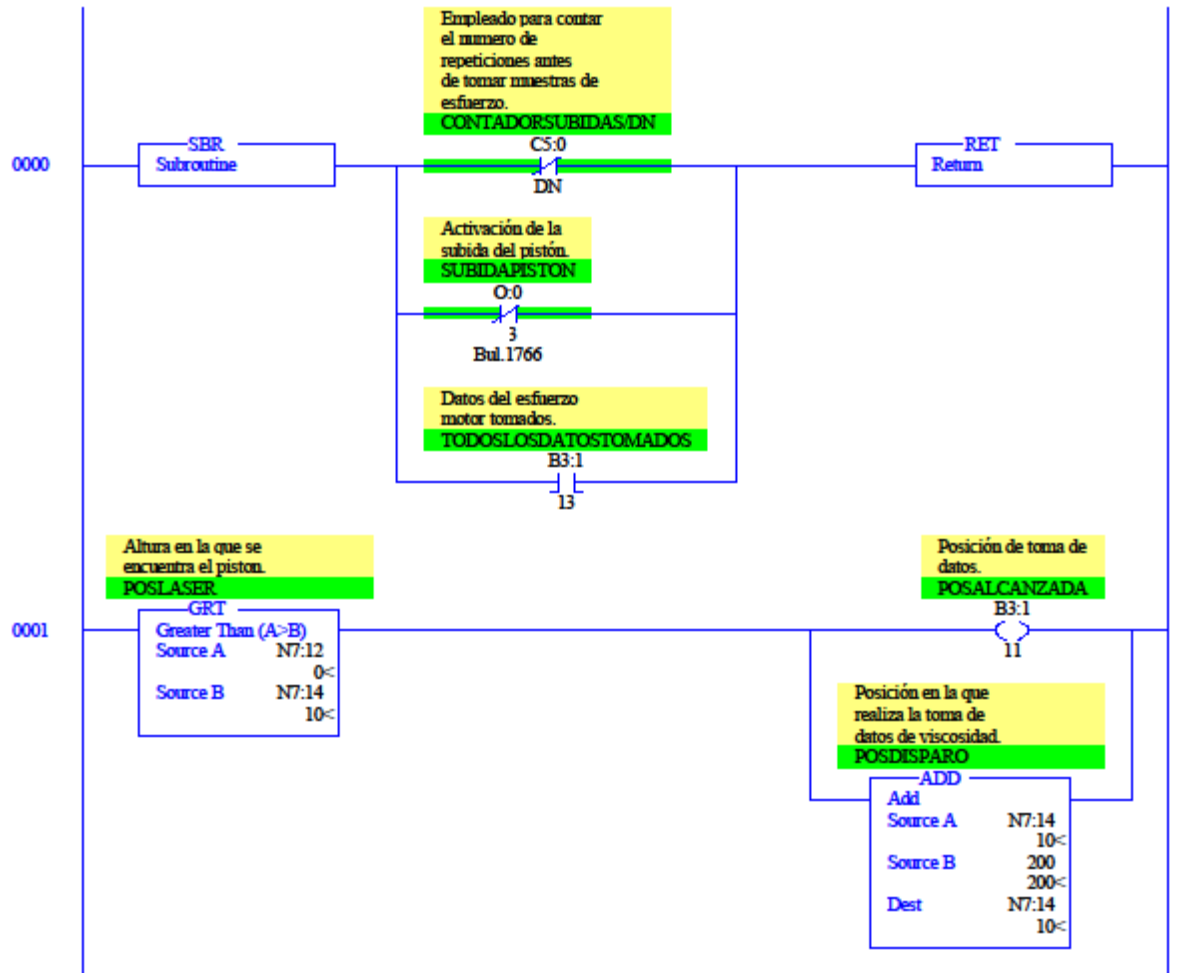 Empleado para contar
el numero de
repeticiones antes
de tomar muestras de
esfuerzo.
CONTADORSUBIDAS/DN
0000
SBR
Subroutine
C5:0
DN
RET
Return
Activación de la
subida del pistón.
SUBIDAPISTON
O:0
3
Bul.1766
Datos del esfuerzo
motor tomados.
TODOSLOSDATOSTOMADOS
B3:1
13
Altura en la que se
encuentra el piston.
POSLASER
Posición de toma de
datos.
POSALCANZADA
0001
GRT
Greater Than (A>B)
Source A N7:12
0<
Source B N7:14
10<
B3:1
11
Posición en la que
realiza la toma de
datos de viscosidad.
POSDISPARO
ADD
Add
Source A N7:14
10<
Source B 200
200<
Dest N7:14
10<